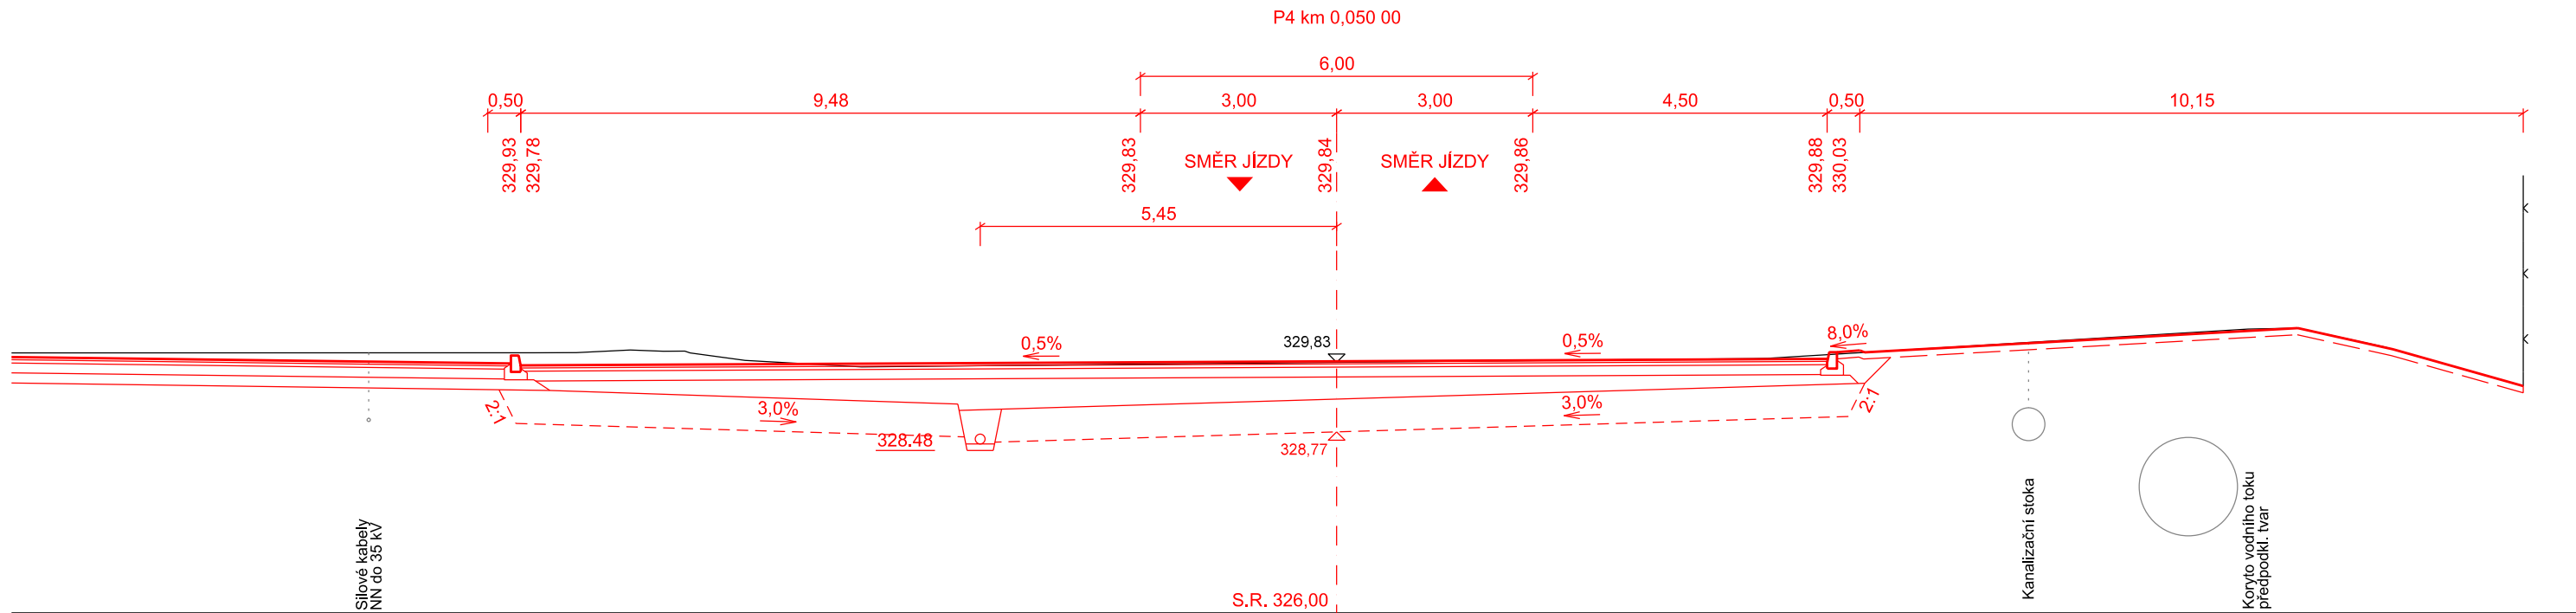 P4 km 0,050 00
6,00
0,50
9,48
3,00
3,00
4,50
0,50
10,15
329,93
329,78
329,83
329,84
329,86
329,88
330,03
SMĚR JÍZDY
SMĚR JÍZDY
5,45
0,5%
329,83
0,5%
8,0%
2:1
3,0%
3,0%
2:1
328,48
328,77
Silové kabely
NN do 35 kV
Kanalizační stoka
Koryto vodního toku
předpodkl. tvar
S.R. 326,00